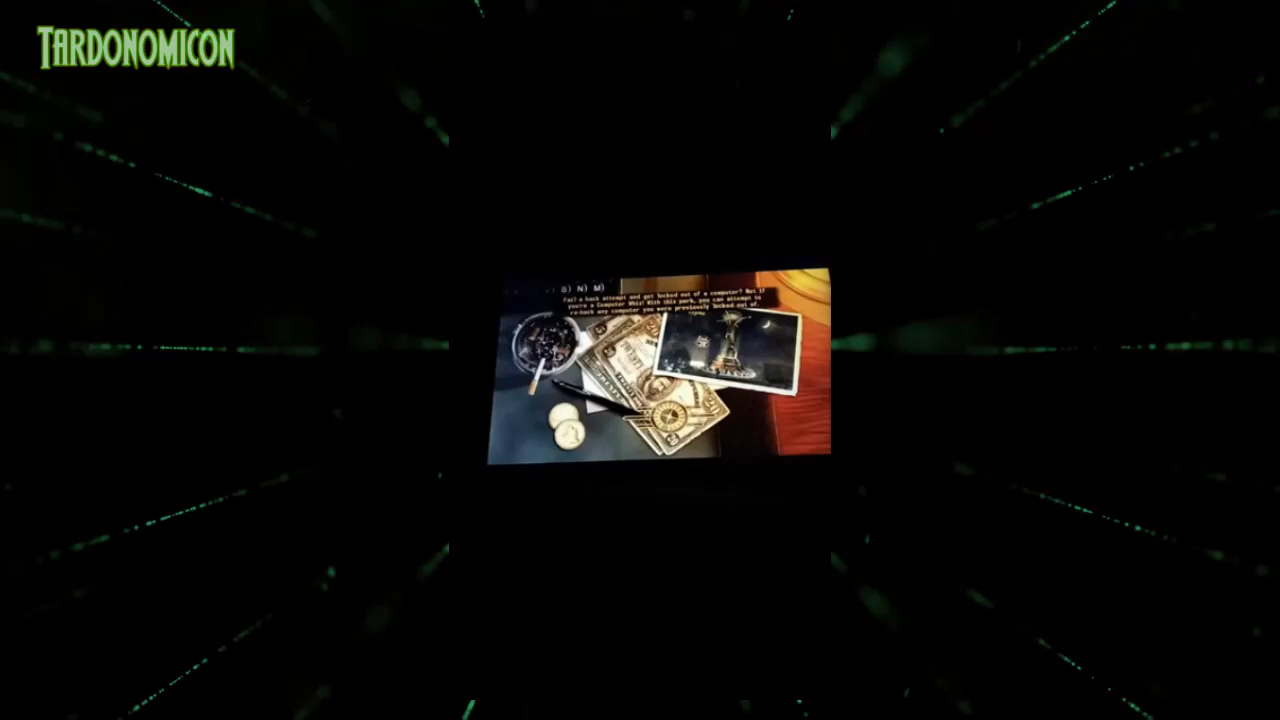 TARDONOMICON
B) N) M)
Fail a hack attempt and get locked out of a computer? Not if
you're a Computer Whiz! With this perk, you can attempt to
re-hack any computer you were previously locked out of.
20